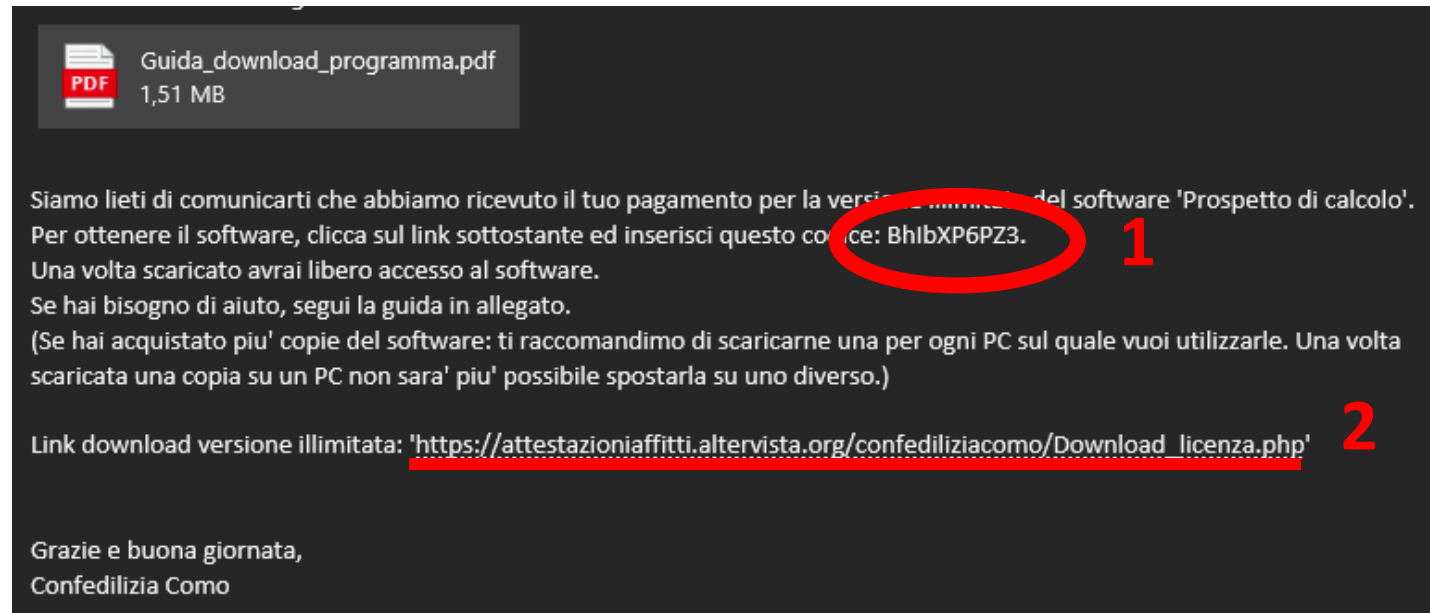 Guida_download_programma.pdf
PDF
1,51 MB
Siamo lieti di comunicarti che abbiamo ricevuto il tuo pagamento per la versione illimitata del software 'Prospetto di calcolo'.
Per ottenere il software, clicca sul link sottostante ed inserisci questo codice: BhIbXP6PZ3.
1
Una volta scaricato avrai libero accesso al software.
Se hai bisogno di aiuto, segui la guida in allegato.
(Se hai acquistato piu' copie del software: ti raccomandimo di scaricarne una per ogni PC sul quale vuoi utilizzarle. Una volta
scaricata una copia su un PC non sara' piu' possibile spostarla su uno diverso.)
Link download versione illimitata: 'https://attestazioniaffitti.altervista.org/confediliziacomo/Download_licenza.php'
2
Grazie e buona giornata,
Confedilizia Como